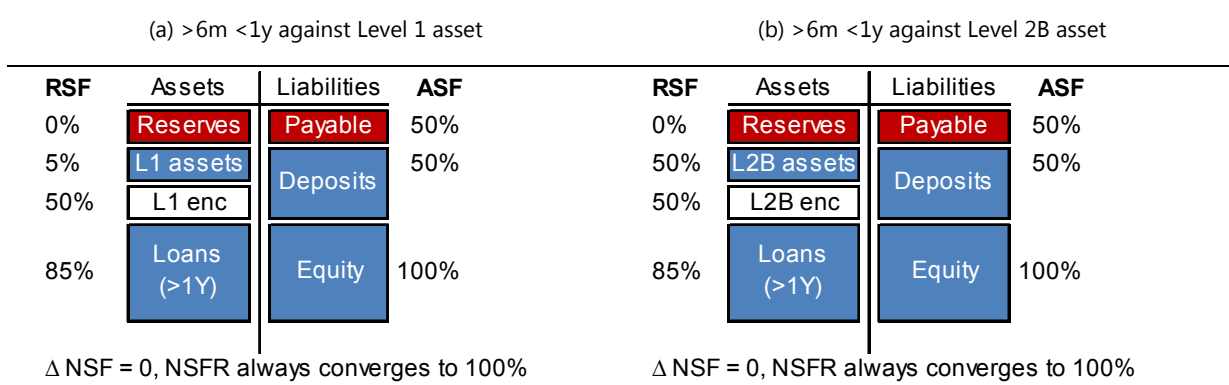 (a) >6m <1y against Level 1 asset
RSF Assets Liabilities ASF
0% Reserves Payable 50%
5% L1 assets Deposits 50%
50% L1 enc
85% Loans (>1Y) Equity 100%
Δ NSF = 0, NSFR always converges to 100%
(b) >6m <1y against Level 2B asset
RSF Assets Liabilities ASF
0% Reserves Payable 50%
50% L2B assets Deposits 50%
50% L2B enc
85% Loans (>1Y) Equity 100%
Δ NSF = 0, NSFR always converges to 100%